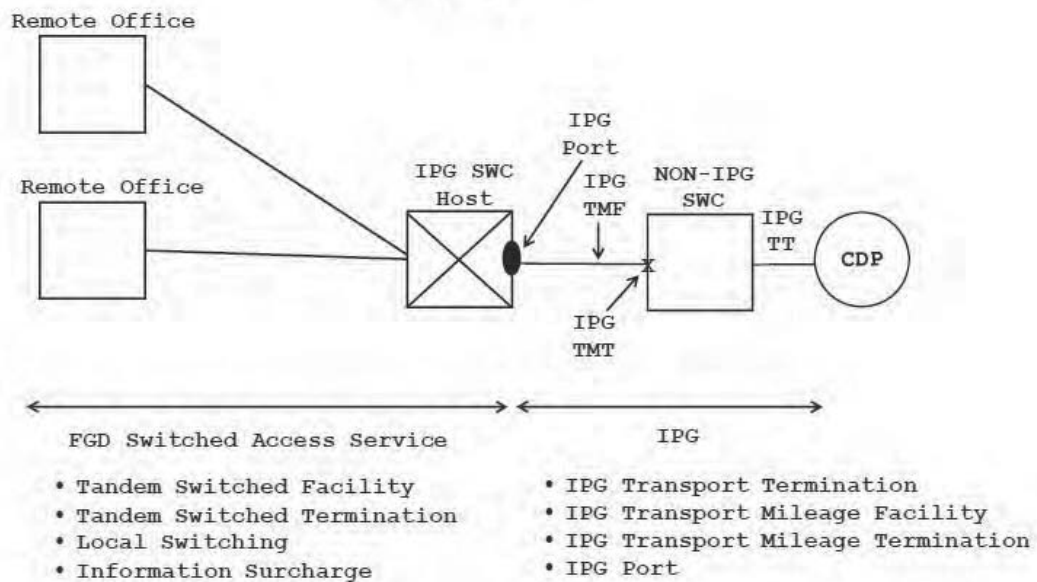 Remote Office
Remote Office
IPG SWC
Host
IPG
Port
IPG
TMF
NON-IPG
SWC
IPG
TT
CDP
X
IPG
TMT
FGD Switched Access Service
• Tandem Switched Facility
• Tandem Switched Termination
• Local Switching
• Information Surcharge
IPG
• IPG Transport Termination
• IPG Transport Mileage Facility
• IPG Transport Mileage Termination
• IPG Port